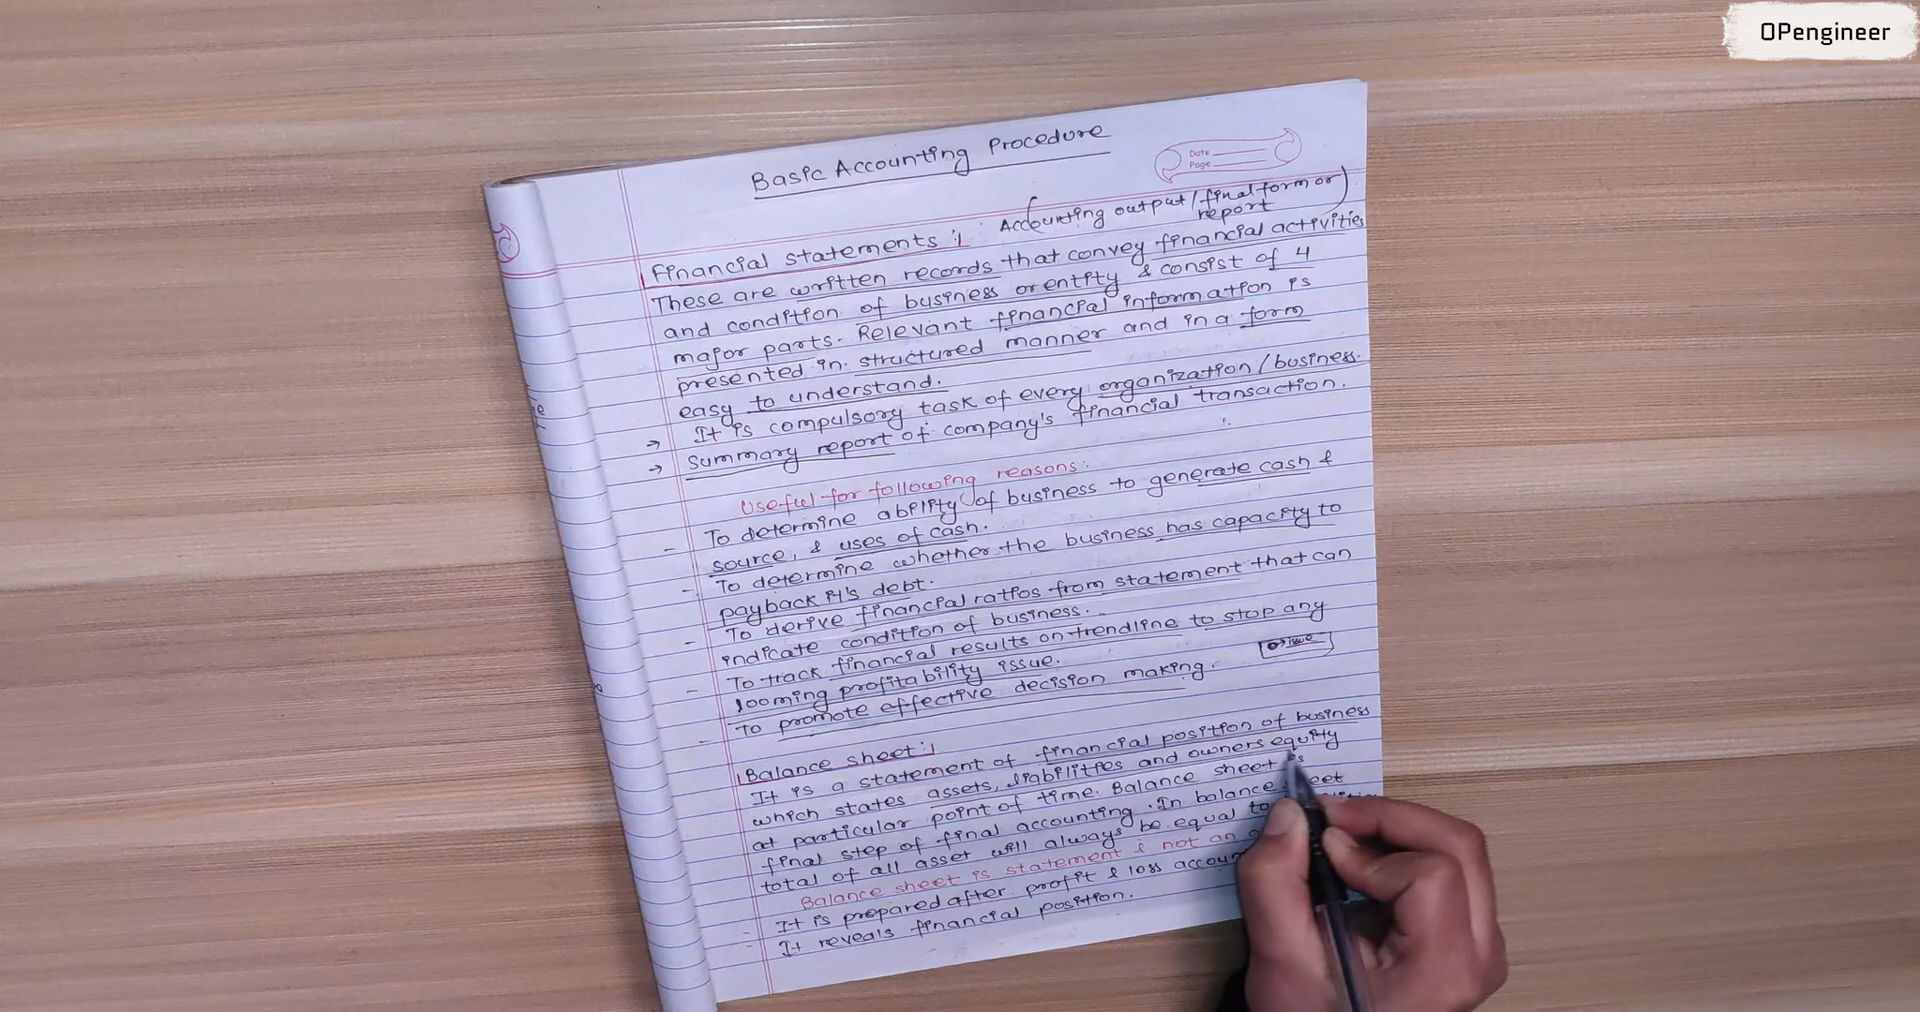 OPengineer
Basic Accounting Procedure
Date
Page
Financial statements : (Accounting output / final form or report)
These are written records that convey financial activities
and condition of business or entity & consist of 4
major parts. Relevant financial information is
presented in structured manner and in a form
easy to understand.
→ It is compulsory task of every organization / business.
→ Summary report of company's financial transaction.
Useful for following reasons:
- To determine ability of business to generate cash &
source, & uses of cash.
- To determine whether the business has capacity to
payback it's debt.
- To derive financial ratios from statement that can
indicate condition of business.
- To track financial results on trendline to stop any
looming profitability issue.
issue
- To promote effective decision making.
Balance sheet :
It is a statement of financial position of business
which states assets, liabilities and owners equity
at particular point of time. Balance sheet is
final step of final accounting. In balance sheet
total of all asset will always be equal to
Balance sheet is statement & not an
- It is prepared after profit & loss
- It reveals financial position.